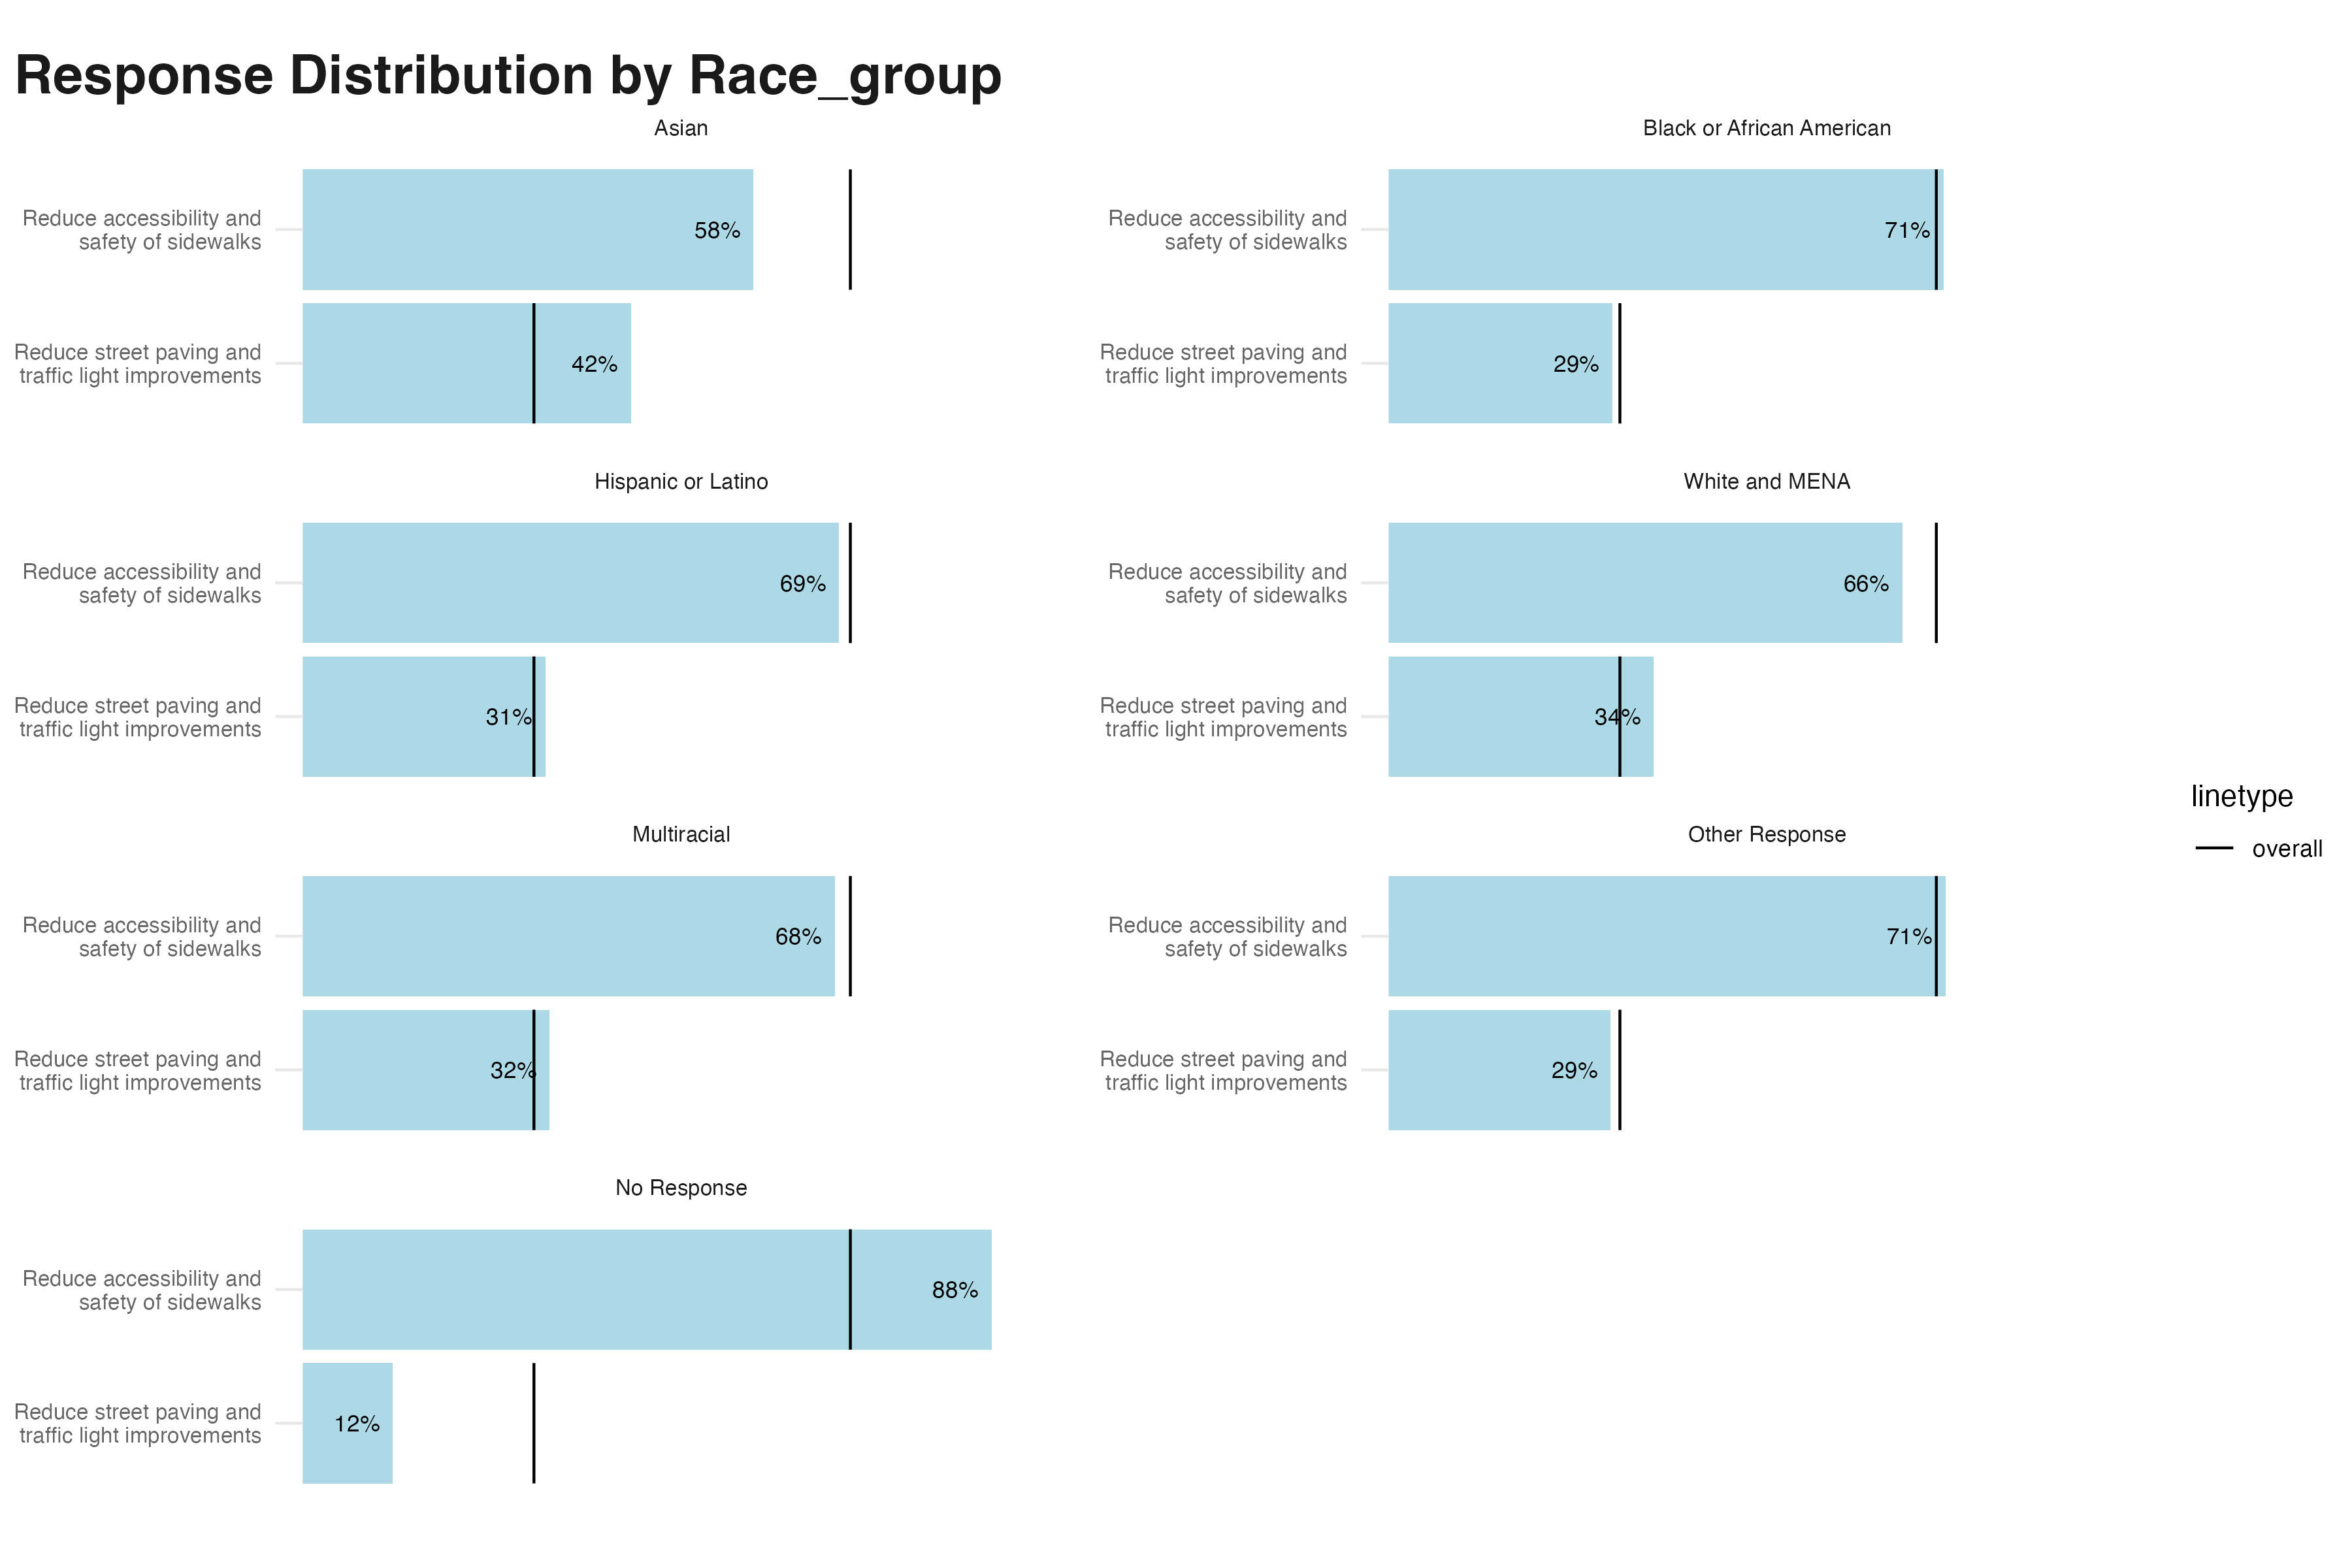 Response Distribution by Race_group
Asian
Reduce accessibility and
safety of sidewalks
58%
Reduce street paving and
traffic light improvements
42%
Black or African American
Reduce accessibility and
safety of sidewalks
71%
Reduce street paving and
traffic light improvements
29%
Hispanic or Latino
Reduce accessibility and
safety of sidewalks
69%
Reduce street paving and
traffic light improvements
31%
White and MENA
Reduce accessibility and
safety of sidewalks
66%
Reduce street paving and
traffic light improvements
34%
Multiracial
Reduce accessibility and
safety of sidewalks
68%
Reduce street paving and
traffic light improvements
32%
Other Response
Reduce accessibility and
safety of sidewalks
71%
Reduce street paving and
traffic light improvements
29%
No Response
Reduce accessibility and
safety of sidewalks
88%
Reduce street paving and
traffic light improvements
12%
linetype
overall